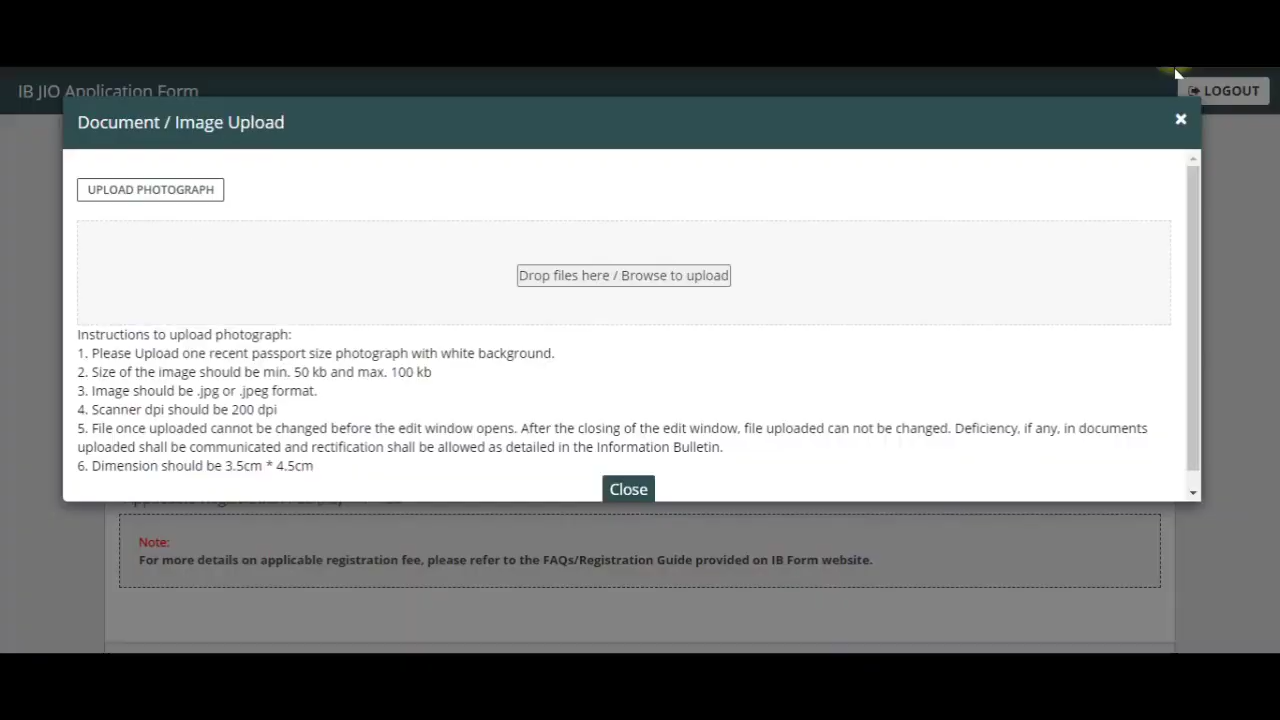 IB JIO Application Form
LOGOUT
Document / Image Upload
UPLOAD PHOTOGRAPH
Drop files here / Browse to upload
Instructions to upload photograph:
1. Please Upload one recent passport size photograph with white background.
2. Size of the image should be min. 50 kb and max. 100 kb
3. Image should be .jpg or .jpeg format.
4. Scanner dpi should be 200 dpi
5. File once uploaded cannot be changed before the edit window opens. After the closing of the edit window, file uploaded can not be changed. Deficiency, if any, in documents
uploaded shall be communicated and rectification shall be allowed as detailed in the Information Bulletin.
6. Dimension should be 3.5cm * 4.5cm
Close
Note:
For more details on applicable registration fee, please refer to the FAQs/Registration Guide provided on IB Form website.